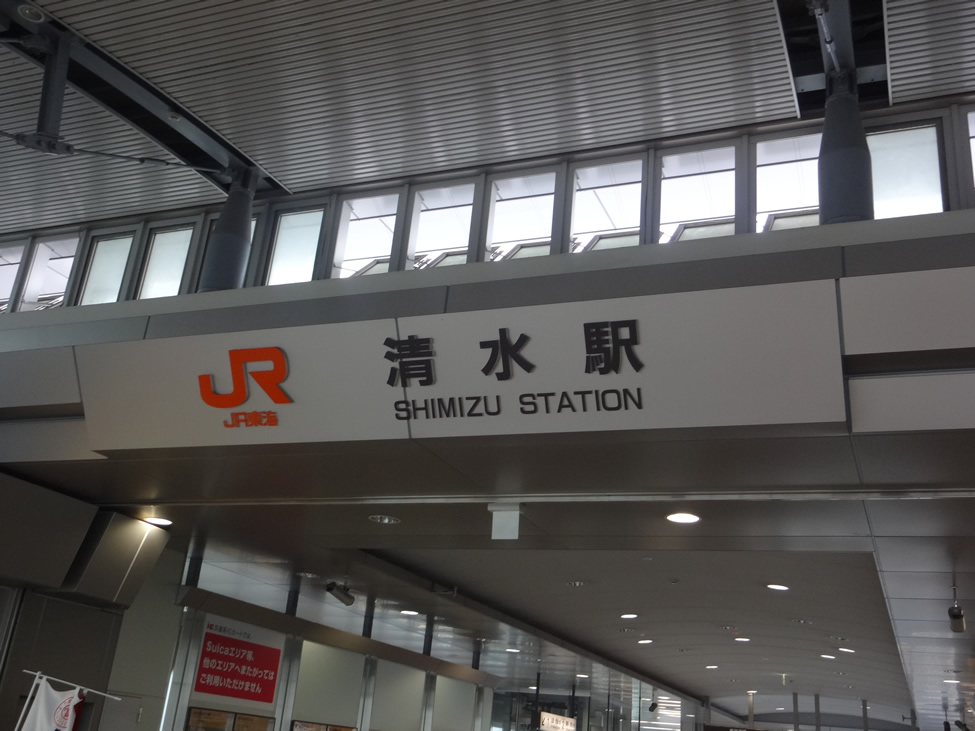 JR
JR東海
清水駅
SHIMIZU STATION
Suicaエリア等、
他のエリアへまたがっては
ご利用いただけません